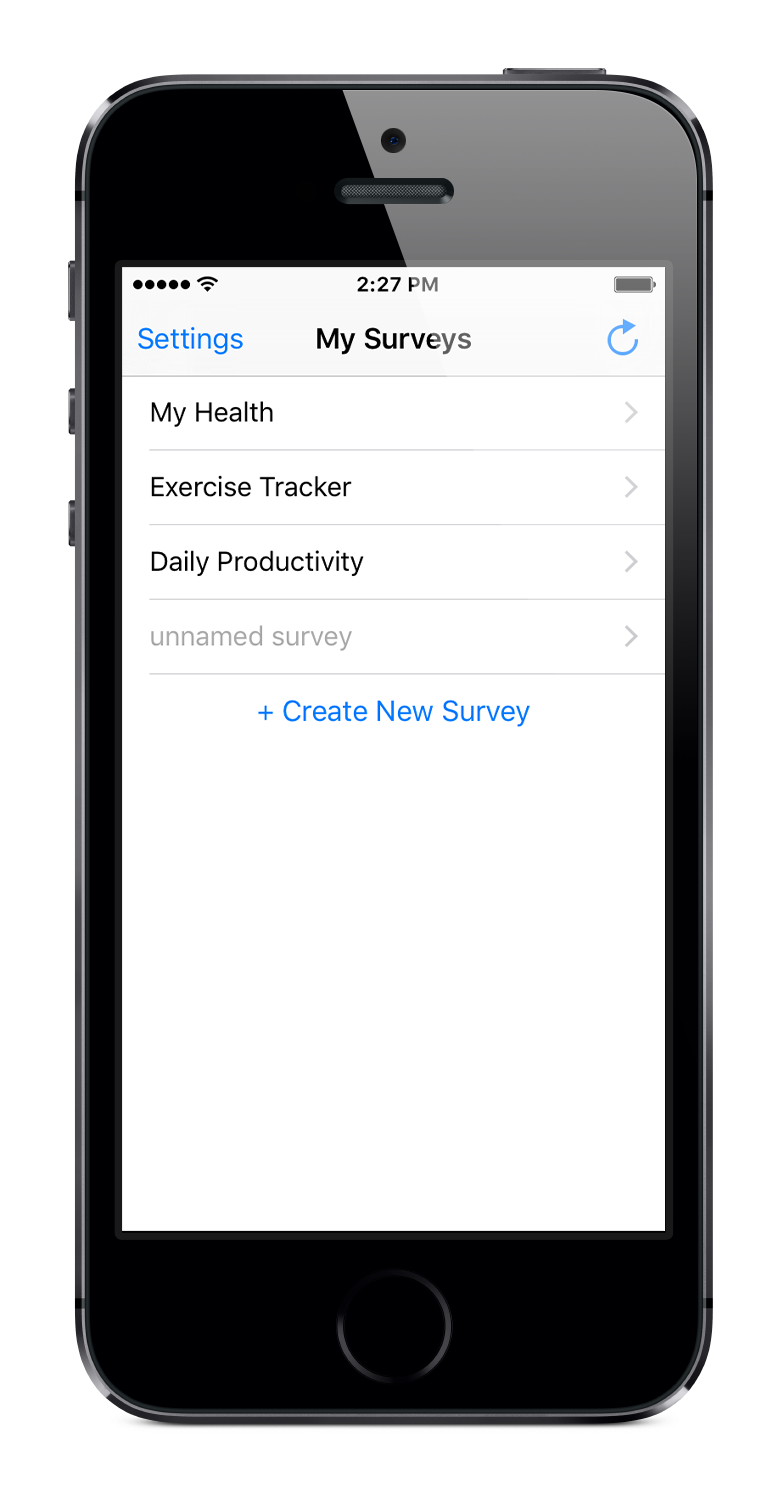 2:27 PM
Settings
My Surveys
My Health
Exercise Tracker
Daily Productivity
unnamed survey
+ Create New Survey